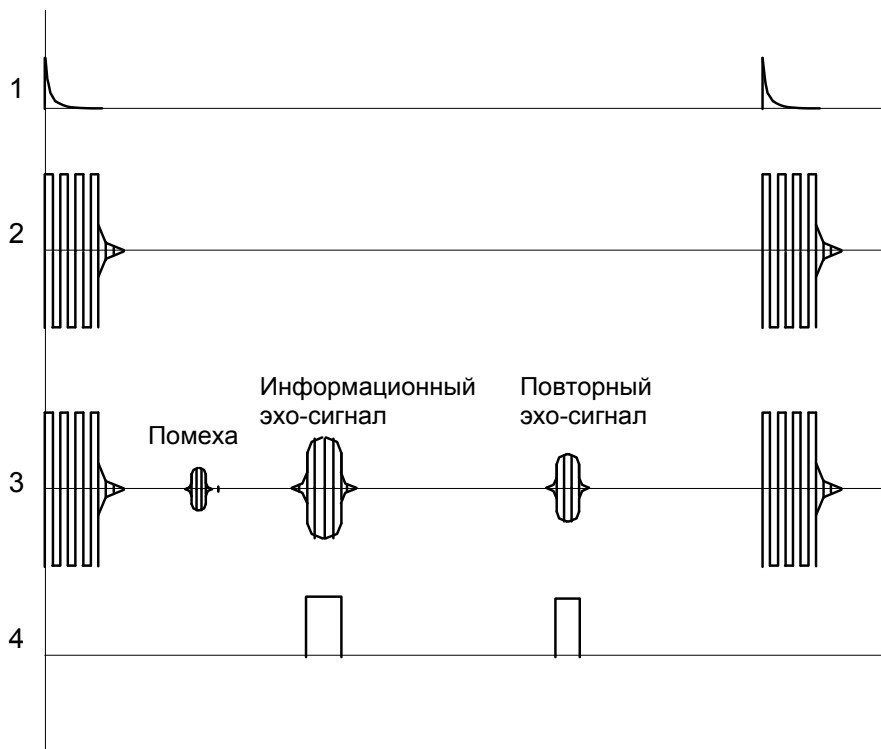 1
2
Информационный
эхо-сигнал
Повторный
эхо-сигнал
Помеха
3
4